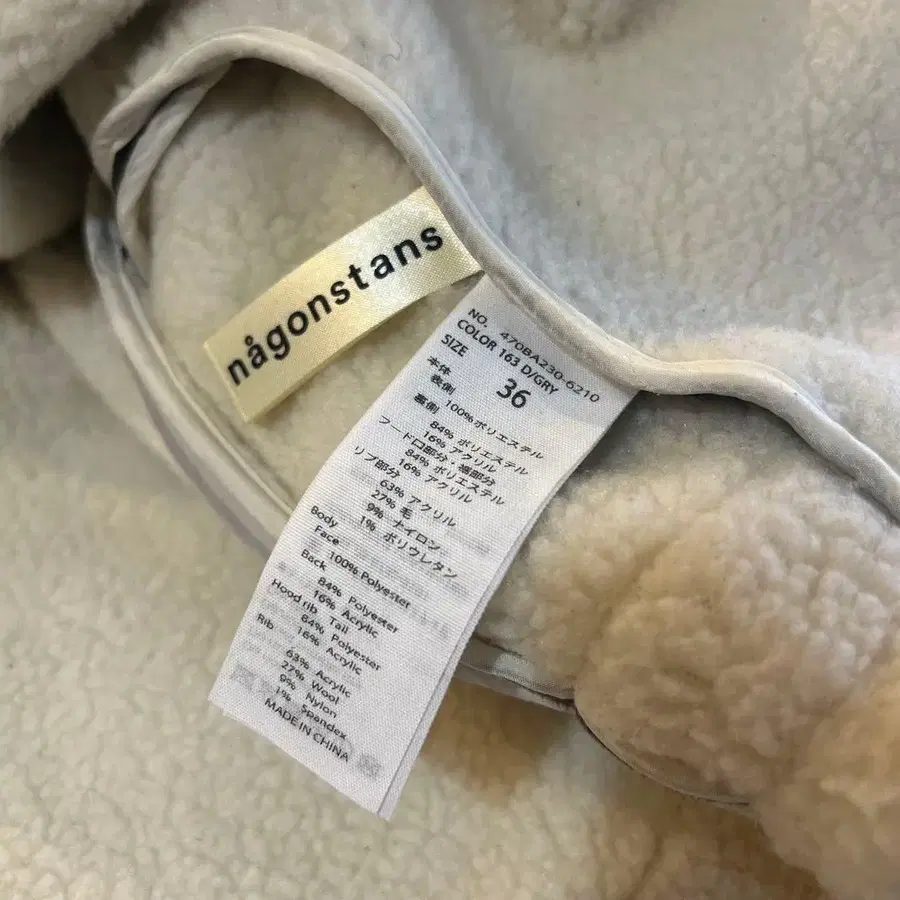 någonstans
NO. 470BA230-6210
COLOR 163 D/GRY
SIZE 36
本体
表側
100%ポリエステル
裏側
84% ポリエステル
16% アクリル
フード口部分・裾部分
84% ポリエステル
16% アクリル
リブ部分
63% アクリル
27% 毛
9% ナイロン
1% ポリウレタン
Body
Face
100% Polyester
Back
84% Polyester
16% Acrylic
Hood rib Tail
84% Polyester
16% Acrylic
Rib
63% Acrylic
27% Wool
9% Nylon
1% Spandex
MADE IN CHINA